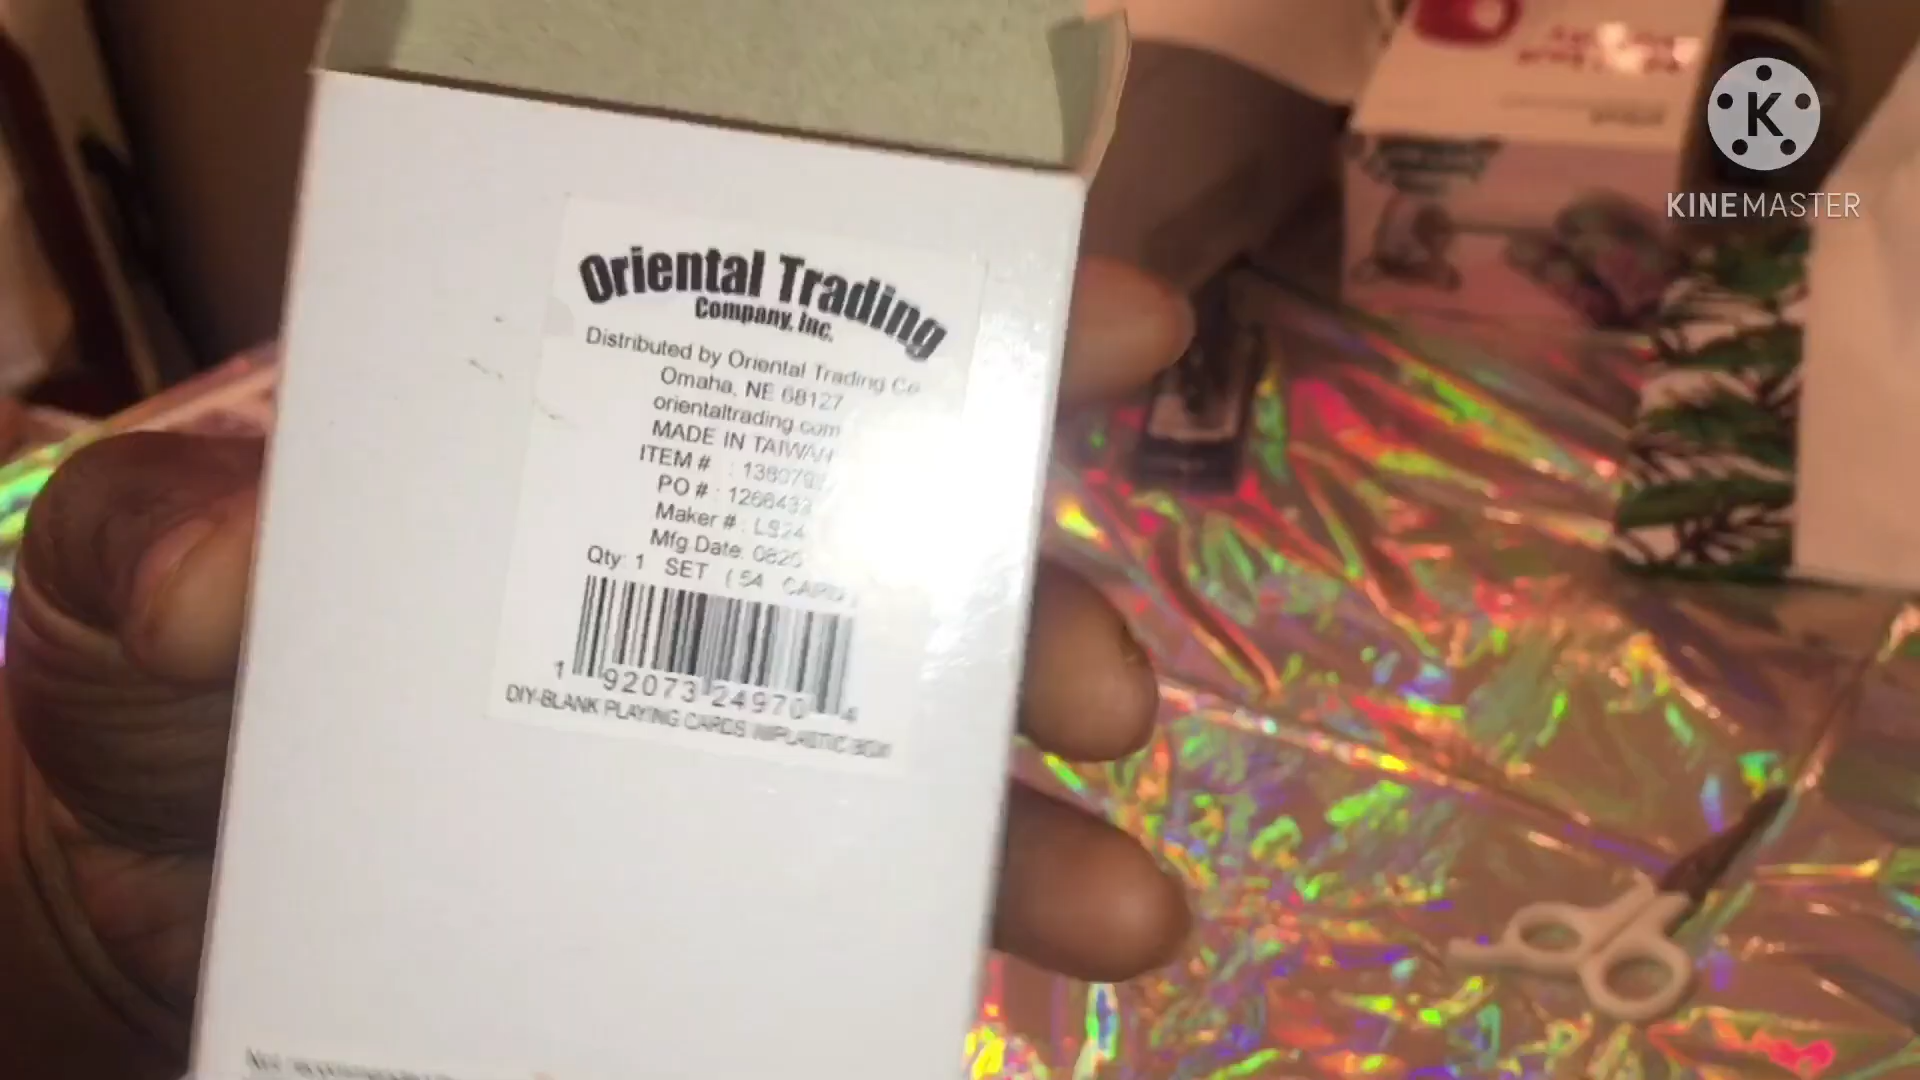 Oriental Trading
Company, Inc.
Distributed by Oriental Trading Co
Omaha, NE 68127
orientaltrading.com
MADE IN TAIWAN
ITEM # : 138079
PO # : 1266432
Maker # : LS24
Mfg Date: 0820
Qty: 1 SET ( 54 CARD )
1 92073 24970 4
DIY-BLANK PLAYING CARDS W/PLASTIC BOX
K
KINEMASTER